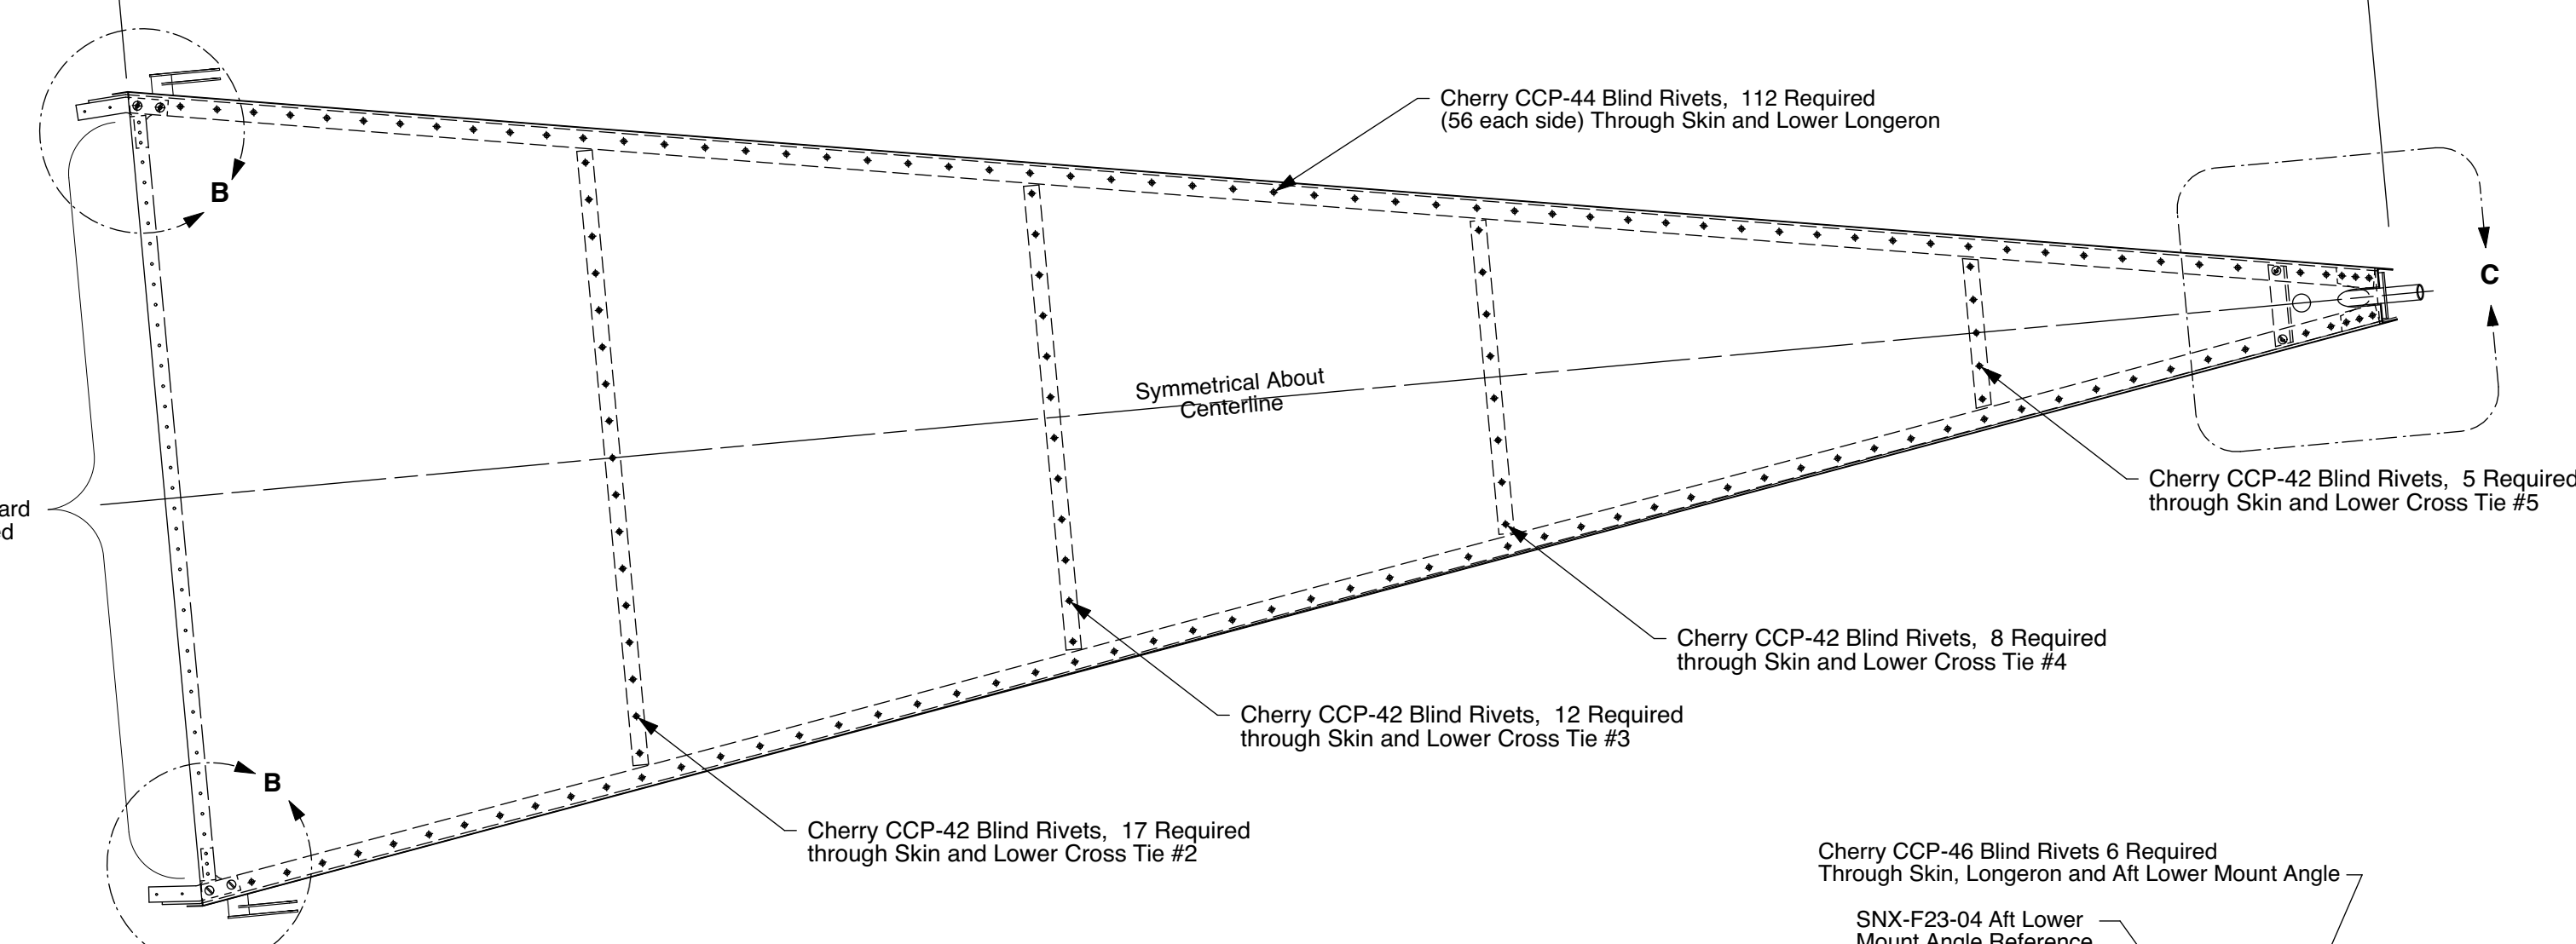 Cherry CCP-44 Blind Rivets, 112 Required
(56 each side) Through Skin and Lower Longeron
B
C
Symmetrical About
Centerline
Cherry CCP-42 Blind Rivets, 5 Required
through Skin and Lower Cross Tie #5
Cherry CCP-42 Blind Rivets, 8 Required
through Skin and Lower Cross Tie #4
Cherry CCP-42 Blind Rivets, 12 Required
through Skin and Lower Cross Tie #3
B
Cherry CCP-42 Blind Rivets, 17 Required
through Skin and Lower Cross Tie #2
Cherry CCP-46 Blind Rivets 6 Required
Through Skin, Longeron and Aft Lower Mount Angle
SNX-F23-04 Aft Lower
Mount Angle Reference